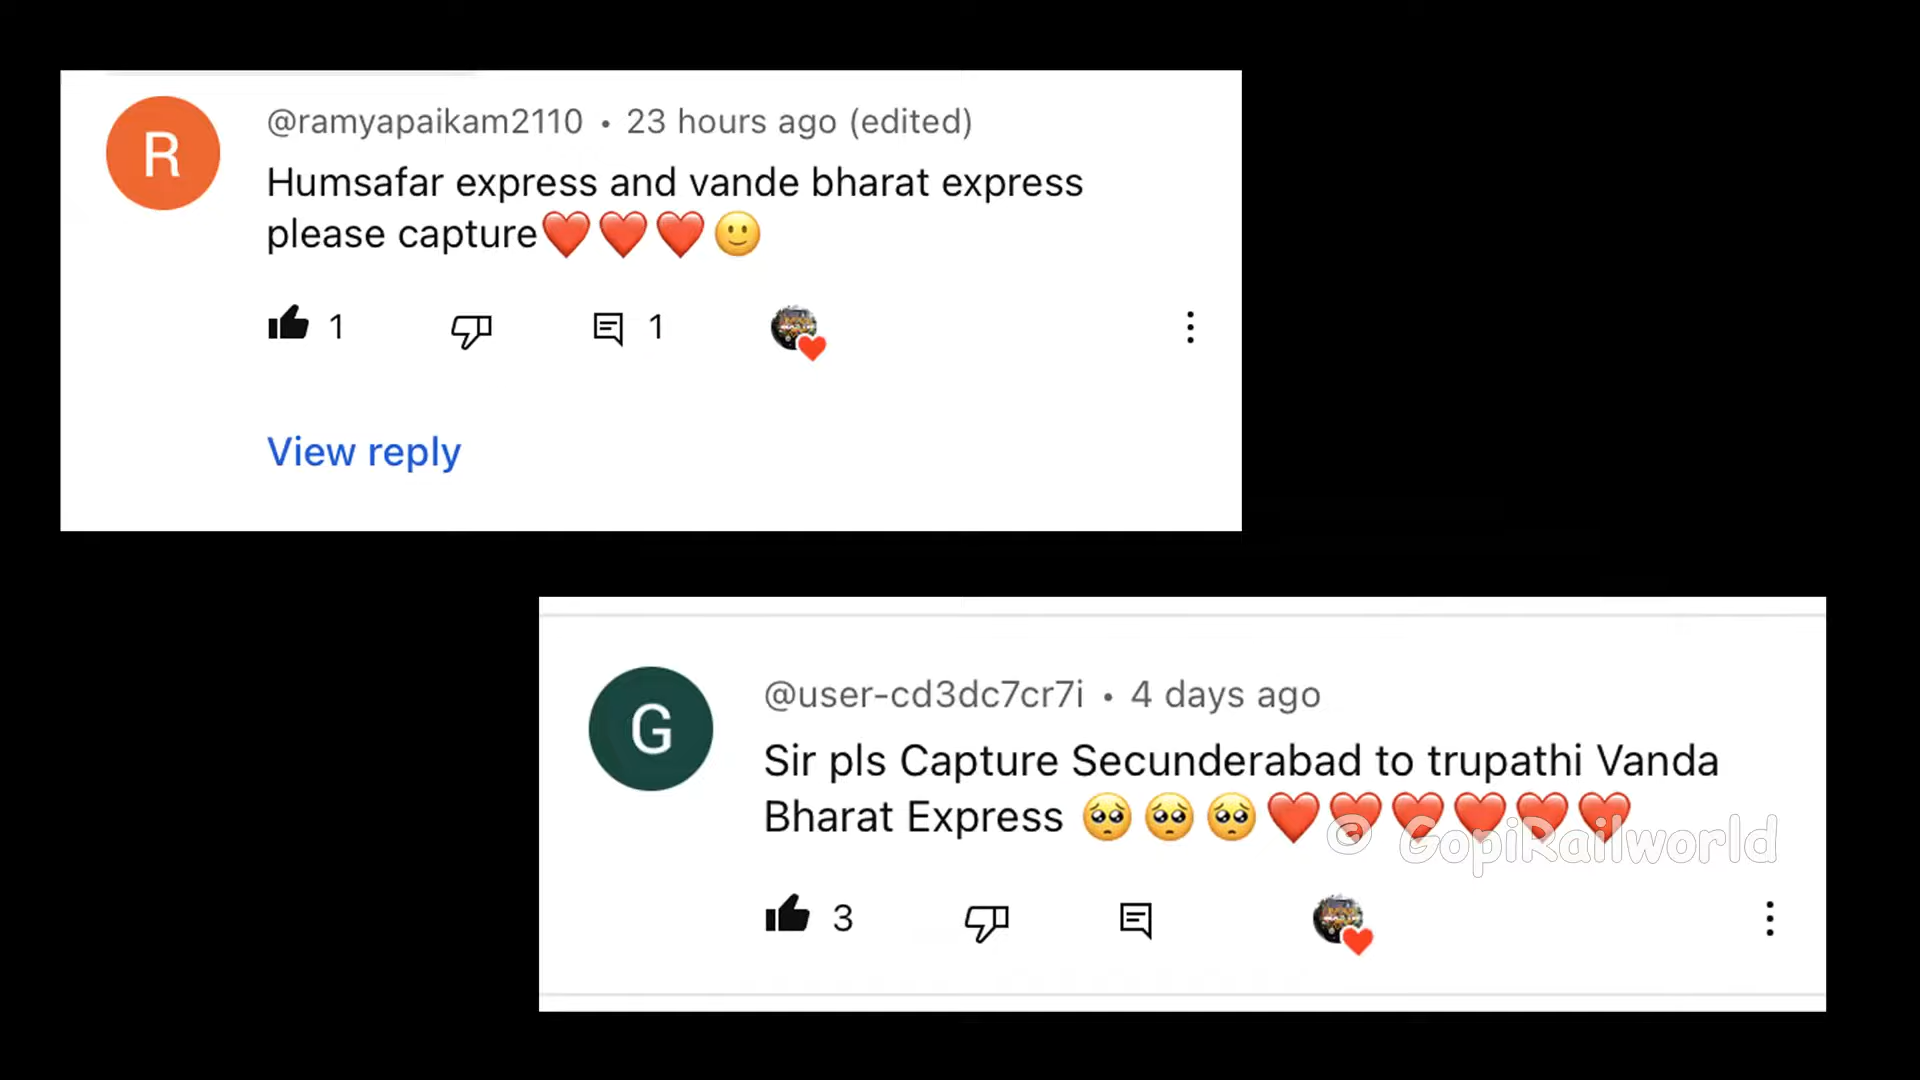 R
@ramyapaikam2110 • 23 hours ago (edited)
Humsafar express and vande bharat express
please capture❤️❤️❤️🙂
1 1
View reply
G
@user-cd3dc7cr7i • 4 days ago
Sir pls Capture Secunderabad to trupathi Vanda
Bharat Express 🥺🥺🥺❤️❤️❤️❤️❤️❤️
© GopiRailworld
3